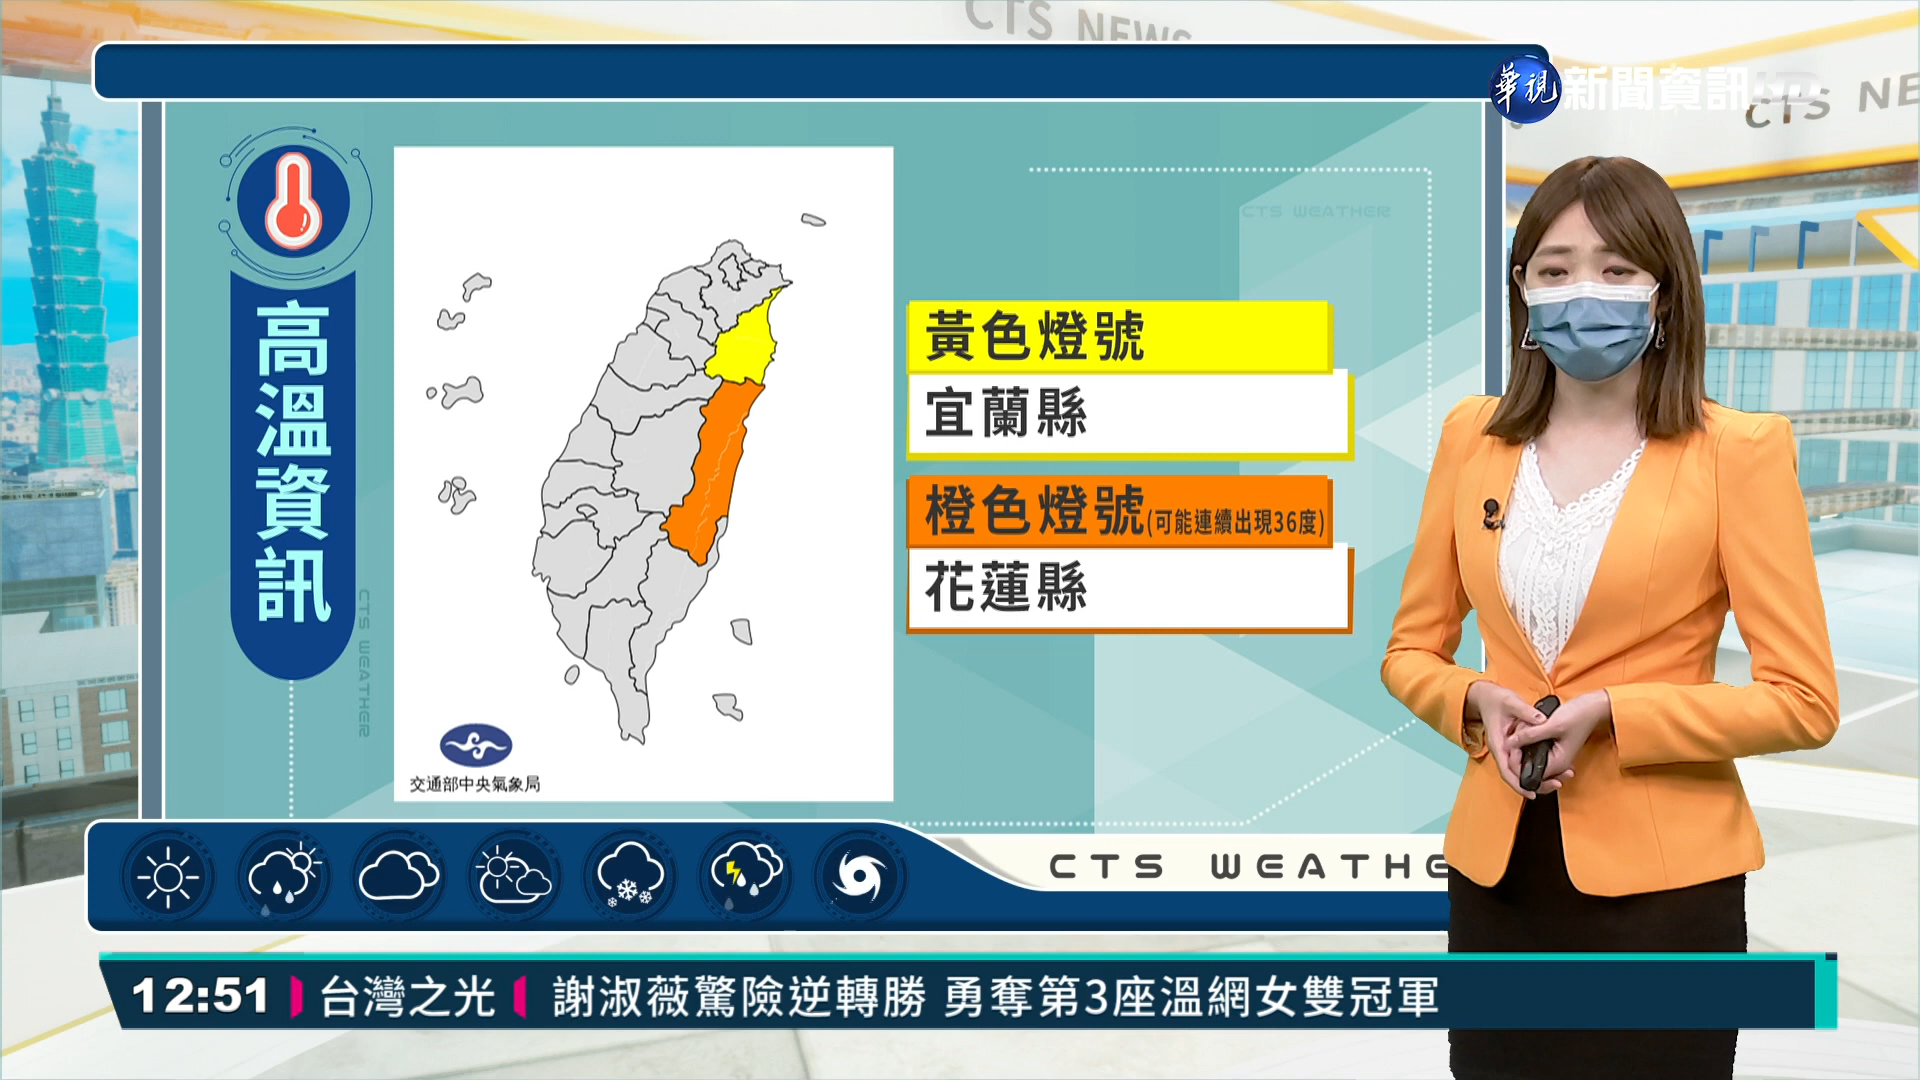 CTS NEWS
華視 新聞資訊 HD
CTS NE
CTS WEATHER
高溫資訊
CTS WEATHER
黃色燈號
宜蘭縣
橙色燈號(可能連續出現36度)
花蓮縣
交通部中央氣象局
CTS WEATHE
12:51 台灣之光 謝淑薇驚險逆轉勝 勇奪第3座溫網女雙冠軍